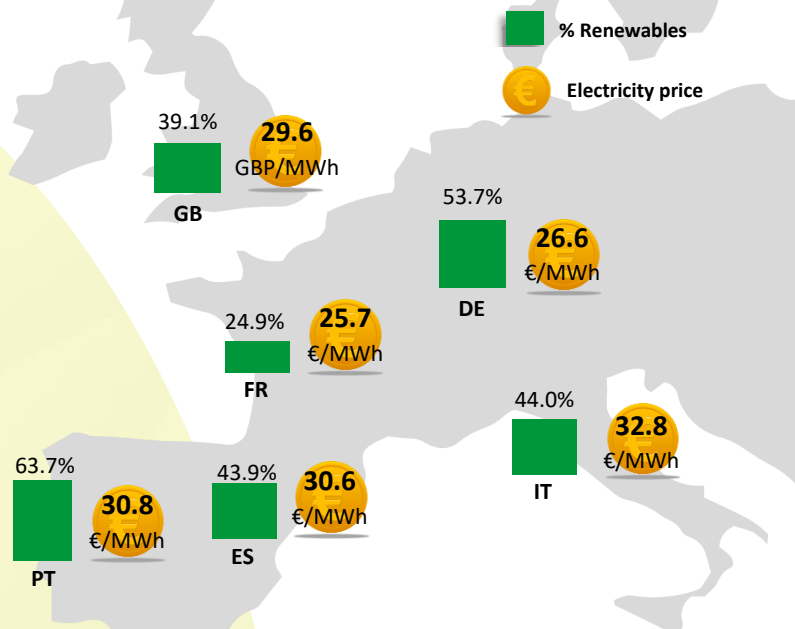 % Renewables
Electricity price
39.1%
29.6
GBP/MWh
GB
53.7%
26.6
€/MWh
DE
24.9%
25.7
€/MWh
FR
44.0%
32.8
€/MWh
IT
63.7%
30.8
€/MWh
PT
43.9%
30.6
€/MWh
ES